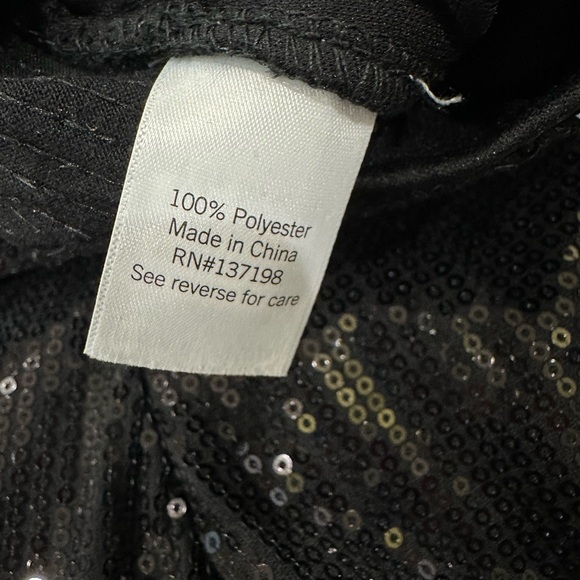 100% Polyester
Made in China
RN#137198
See reverse for care